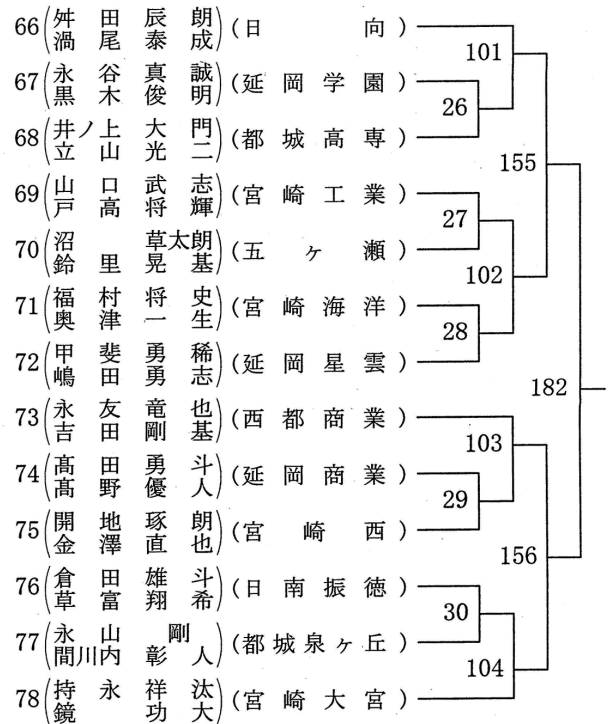 66 舛田辰朗 (日向)
渦尾泰成
101
67 永谷真誠 (延岡学園)
黒木俊明
26
68 井ノ上大門 (都城高専)
立山光二
155
69 山口武志 (宮崎工業)
戸高将輝
27
70 沼草太朗 (五ヶ瀬)
鈴里晃基
102
71 福村将史 (宮崎海洋)
奥津一生
28
72 甲斐勇稀 (延岡星雲)
嶋田勇志
182
73 永友竜也 (西都商業)
吉田剛基
103
74 髙田勇斗 (延岡商業)
髙野優人
29
75 開地琢朗 (宮崎西)
金澤直也
156
76 倉田雄斗 (日南振徳)
草富翔希
30
77 永山剛 (都城泉ヶ丘)
間川内彰人
104
78 持永祥汰 (宮崎大宮)
鏡功大